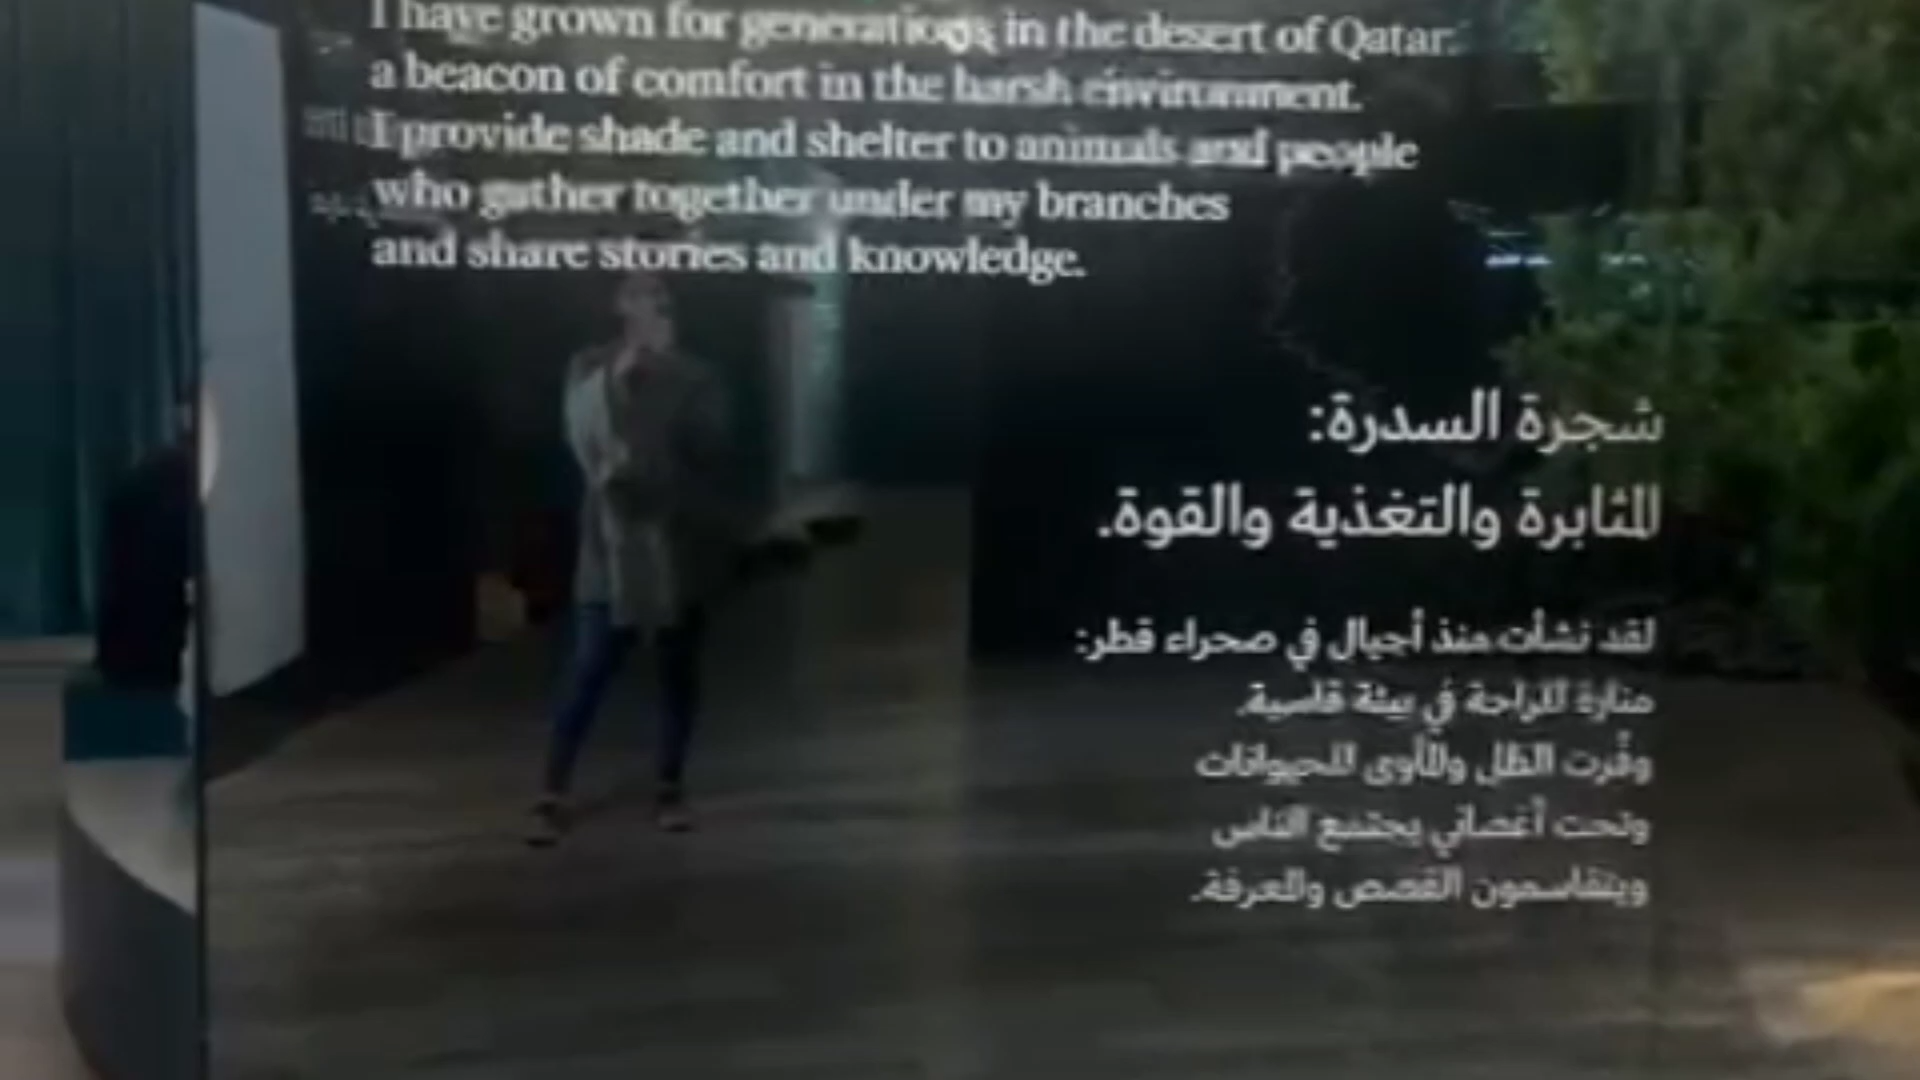 I have grown for generations in the desert of Qatar:
a beacon of comfort in the harsh environment.
I provide shade and shelter to animals and people
who gather together under my branches
and share stories and knowledge.
شجرة السدرة:
المثابرة والتغذية والقوة.
لقد نشأت منذ أجيال في صحراء قطر:
منارة للراحة في بيئة قاسية.
وفّرت الظل والمأوى للحيوانات
وتحت أغصاني يجتمع الناس
ويتقاسمون القصص والمعرفة.